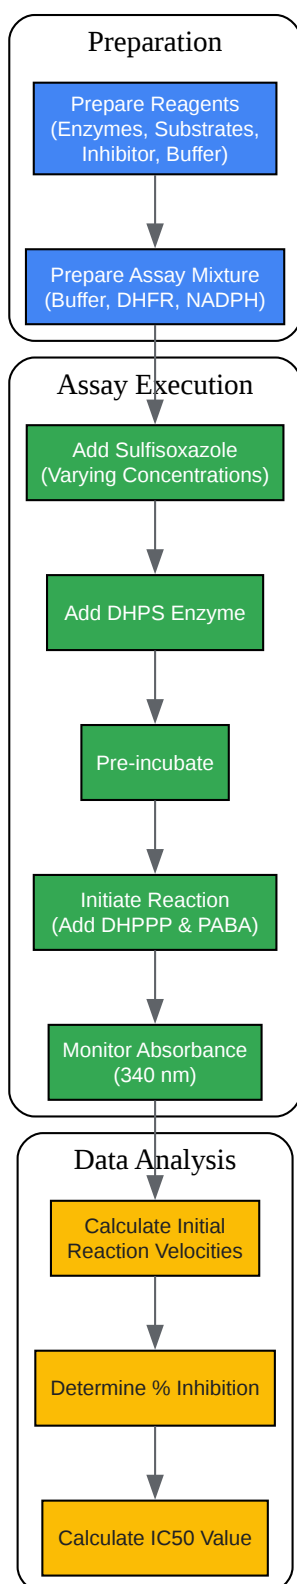 Preparation
Prepare Reagents
(Enzymes, Substrates,
Inhibitor, Buffer)
Prepare Assay Mixture
(Buffer, DHFR, NADPH)
Assay Execution
Add Sulfisoxazole
(Varying Concentrations)
Add DHPS Enzyme
Pre-incubate
Initiate Reaction
(Add DHPPP & PABA)
Monitor Absorbance
(340 nm)
Data Analysis
Calculate Initial
Reaction Velocities
Determine % Inhibition
Calculate IC50 Value